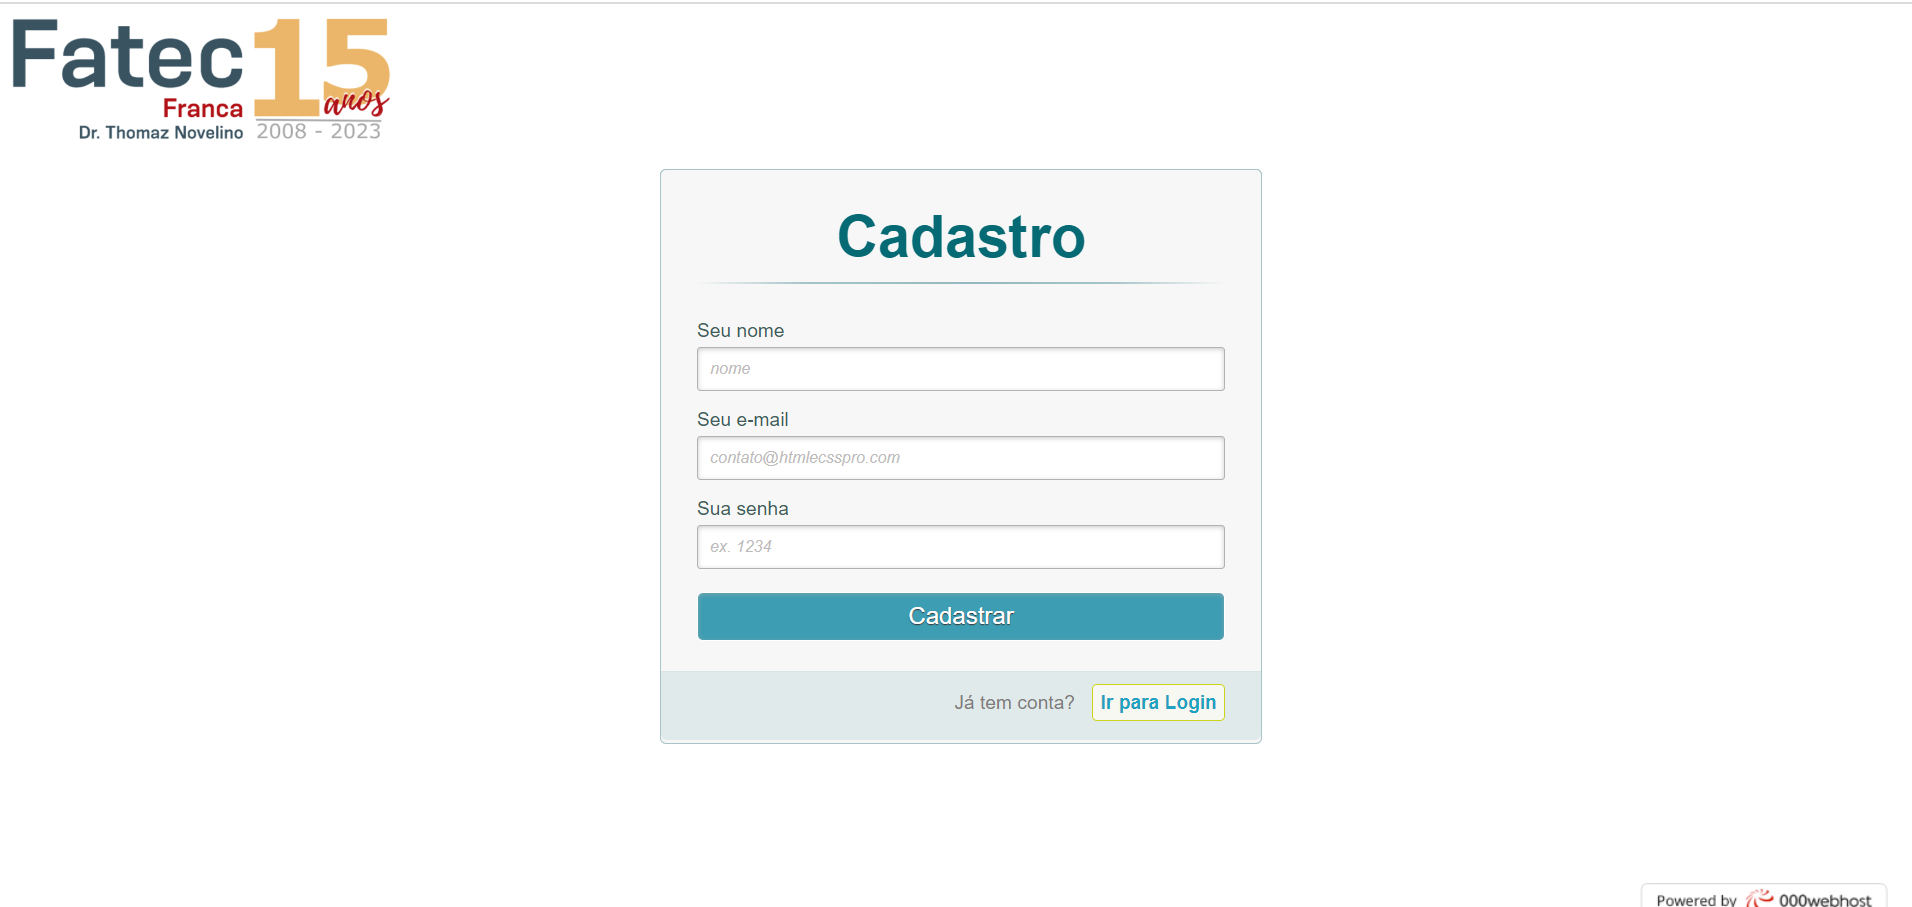 Fatec 15
anos
Franca
Dr. Thomaz Novelino
2008 - 2023
Cadastro
Seu nome
nome
Seu e-mail
contato@htmlecsspro.com
Sua senha
ex. 1234
Cadastrar
Já tem conta? Ir para Login
Powered by 000webhost